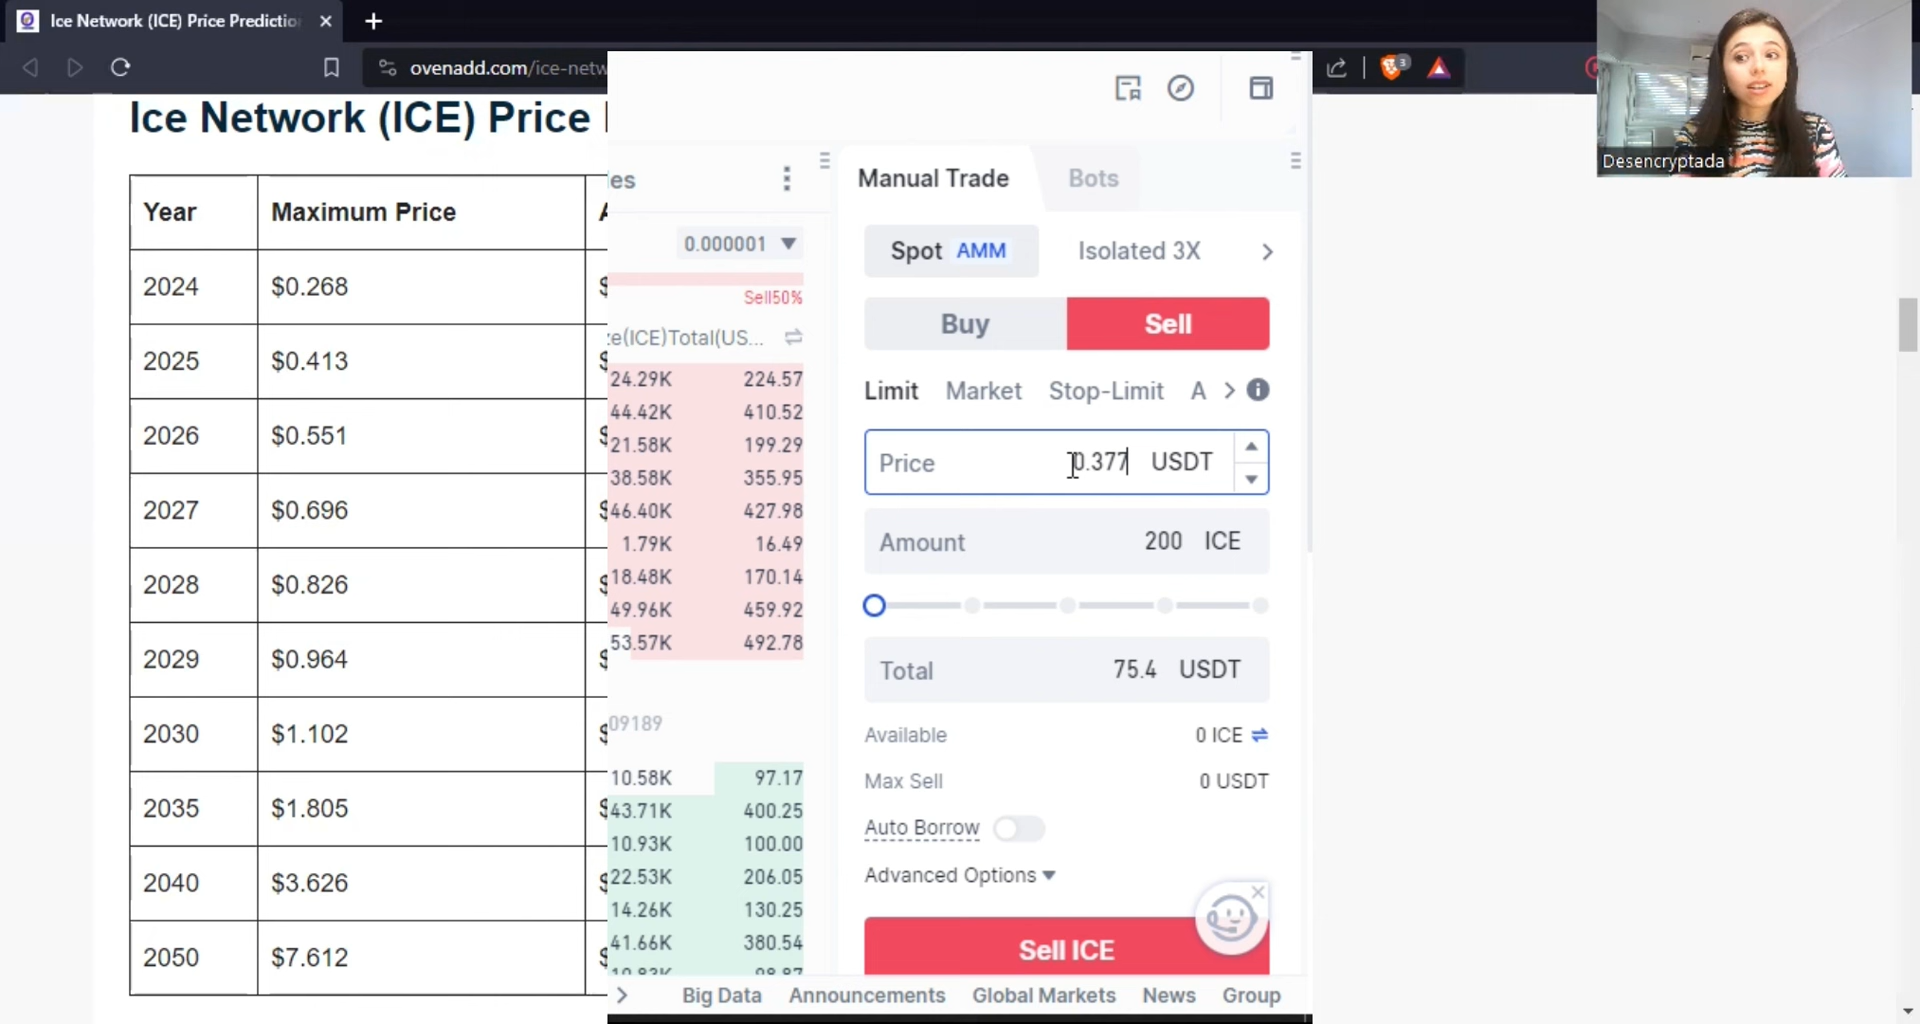 Ice Network (ICE) Price Predictio
ovenadd.com/ice-netw
3
Desencryptada
Ice Network (ICE) Price
Year Maximum Price
2024 $0.268 $
2025 $0.413 $
2026 $0.551 $
2027 $0.696 $
2028 $0.826 $
2029 $0.964 $
2030 $1.102 $
2035 $1.805 $
2040 $3.626 $
2050 $7.612 $
es
0.000001
Sell50%
ze(ICE)Total(US...
24.29K 224.57
44.42K 410.52
21.58K 199.29
38.58K 355.95
46.40K 427.98
1.79K 16.49
18.48K 170.14
49.96K 459.92
53.57K 492.78
09189
10.58K 97.17
43.71K 400.25
10.93K 100.00
22.53K 206.05
14.26K 130.25
41.66K 380.54
Manual Trade Bots
Spot AMM Isolated 3X
Buy Sell
Limit Market Stop-Limit A
Price 0.377 USDT
Amount 200 ICE
Total 75.4 USDT
Available 0 ICE
Max Sell 0 USDT
Auto Borrow
Advanced Options
Sell ICE
Big Data Announcements Global Markets News Group